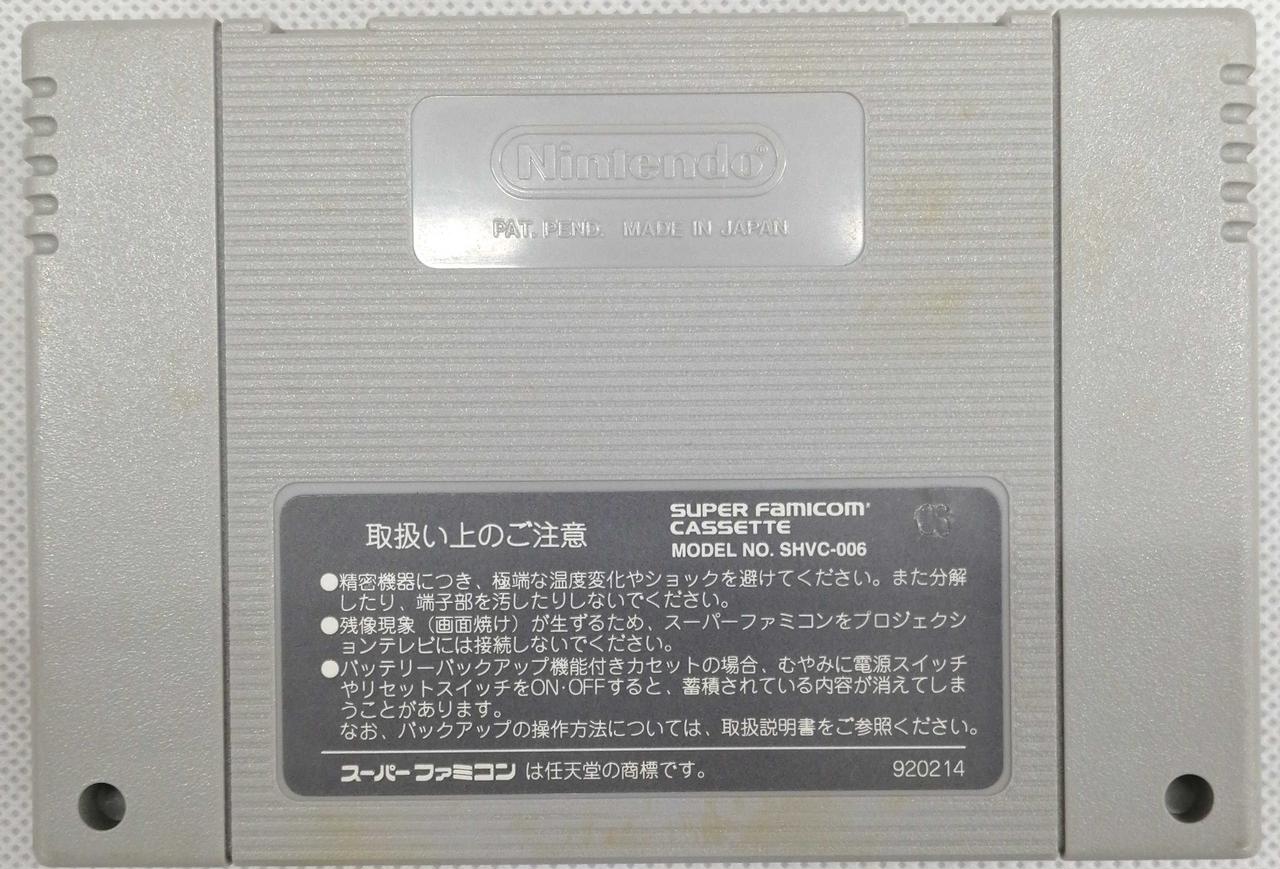 Nintendo®
PAT. PEND. MADE IN JAPAN
取扱い上のご注意
SUPER FAMICOM
CASSETTE
MODEL NO. SHVC-006
●精密機器につき、極端な温度変化やショックを避けてください。また分解
したり、端子部を汚したりしないでください。
●残像現象（画面焼け）が生ずるため、スーパーファミコンをプロジェクシ
ョンテレビには接続しないでください。
●バッテリーバックアップ機能付きカセットの場合、むやみに電源スイッチ
やリセットスイッチをON・OFFすると、蓄積されている内容が消えてしま
うことがあります。
なお、バックアップの操作方法については、取扱説明書をご参照ください。
スーパーファミコン は任天堂の商標です。
920214